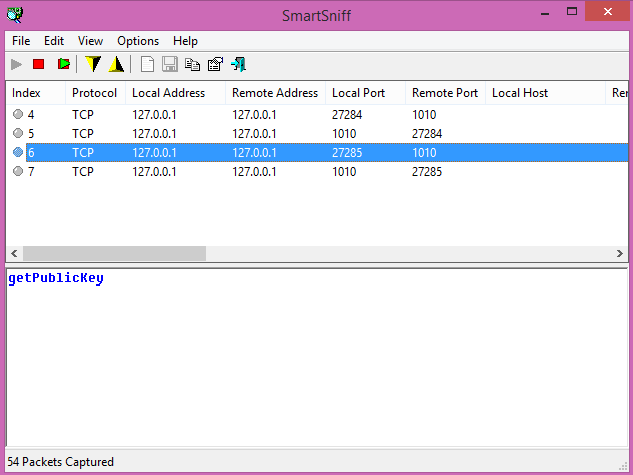 SmartSniff
File Edit View Options Help
Index Protocol Local Address Remote Address Local Port Remote Port Local Host
4 TCP 127.0.0.1 127.0.0.1 27284 1010
5 TCP 127.0.0.1 127.0.0.1 1010 27284
6 TCP 127.0.0.1 127.0.0.1 27285 1010
7 TCP 127.0.0.1 127.0.0.1 1010 27285
getPublicKey
54 Packets Captured